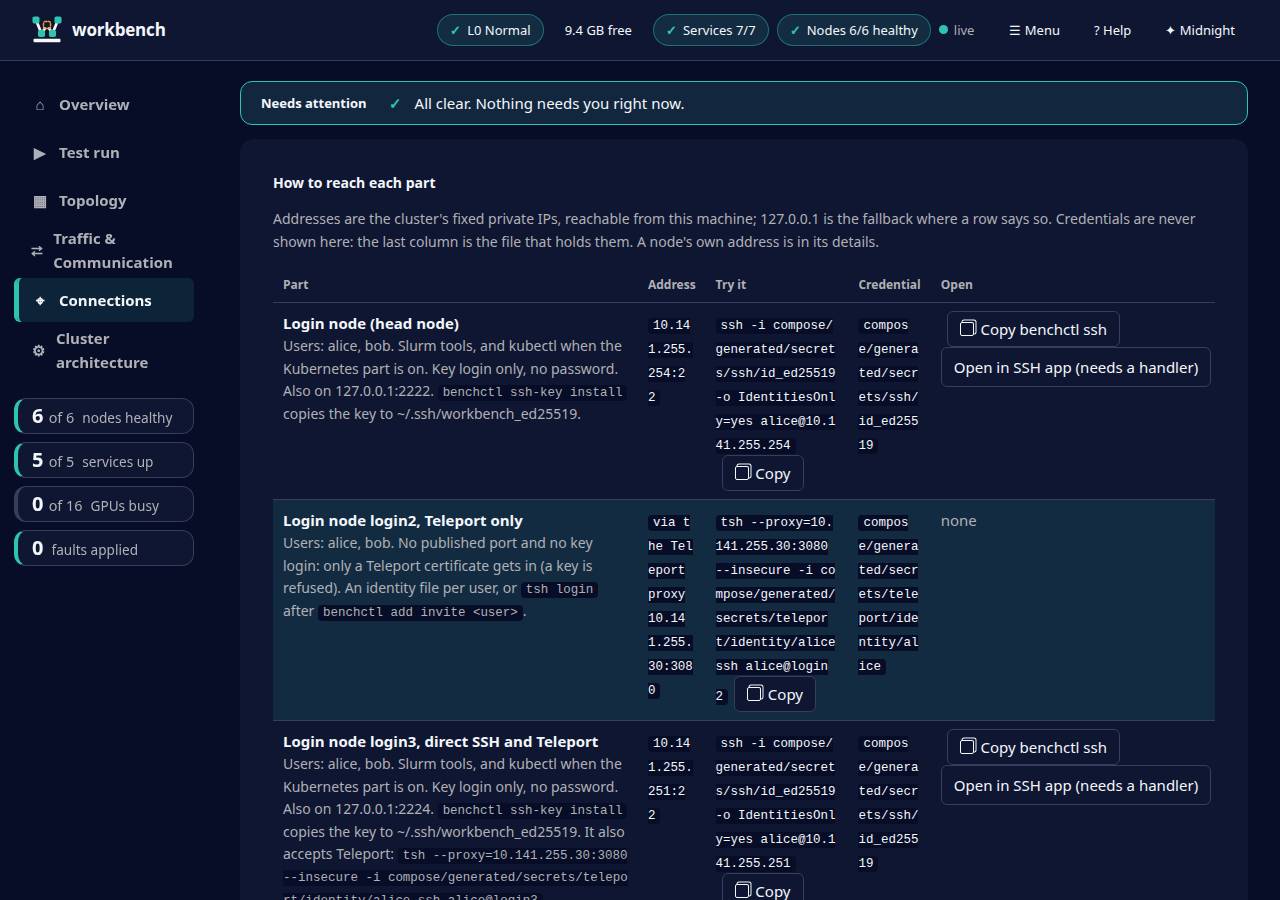 workbench
✓ L0 Normal
9.4 GB free
✓ Services 7/7
✓ Nodes 6/6 healthy
live
☰ Menu
? Help
✦ Midnight
Overview
Test run
Topology
Traffic &
Communication
Connections
Cluster
architecture
6 of 6 nodes healthy
5 of 5 services up
0 of 16 GPUs busy
0 faults applied
Needs attention ✓ All clear. Nothing needs you right now.
How to reach each part
Addresses are the cluster's fixed private IPs, reachable from this machine; 127.0.0.1 is the fallback where a row says so. Credentials are never
shown here: the last column is the file that holds them. A node's own address is in its details.
Part Address Try it Credential Open
Login node (head node)
Users: alice, bob. Slurm tools, and kubectl when the
Kubernetes part is on. Key login only, no password.
Also on 127.0.0.1:2222. benchctl ssh-key install
copies the key to ~/.ssh/workbench_ed25519.
10.14
1.255.
254:2
2
ssh -i compose/
generated/secret
s/ssh/id_ed25519
-o IdentitiesOnl
y=yes alice@10.1
41.255.254
Copy
compos
e/genera
ted/secr
ets/ssh/
id_ed255
19
Copy benchctl ssh
Open in SSH app (needs a handler)
Login node login2, Teleport only
Users: alice, bob. No published port and no key
login: only a Teleport certificate gets in (a key is
refused). An identity file per user, or tsh login
after benchctl add invite <user>.
via t
he Tel
eport
proxy
10.14
1.255.
30:308
0
tsh --proxy=10.
141.255.30:3080
--insecure -i co
mpose/generated/
secrets/telepor
t/identity/alice
ssh alice@login
2 Copy
compos
e/genera
ted/secr
ets/tele
port/ide
ntity/al
ice
none
Login node login3, direct SSH and Teleport
Users: alice, bob. Slurm tools, and kubectl when the
Kubernetes part is on. Key login only, no password.
Also on 127.0.0.1:2224. benchctl ssh-key install
copies the key to ~/.ssh/workbench_ed25519. It also
accepts Teleport: tsh --proxy=10.141.255.30:3080
--insecure -i compose/generated/secrets/telepo
rt/identity/alice ssh alice@login3
10.14
1.255.
251:2
2
ssh -i compose/
generated/secret
s/ssh/id_ed25519
-o IdentitiesOnl
y=yes alice@10.1
41.255.251
Copy
compos
e/genera
ted/secr
ets/ssh/
id_ed255
19
Copy benchctl ssh
Open in SSH app (needs a handler)